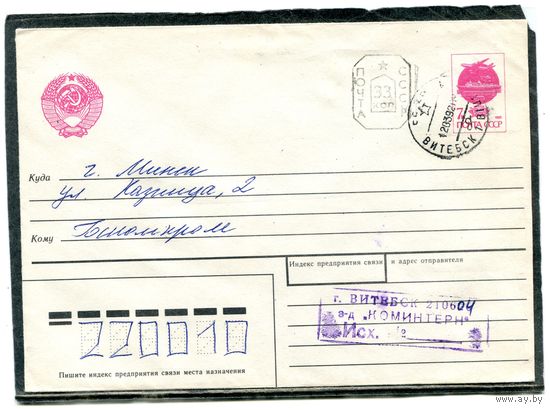 ПОЧТА СССР
33
коп
ПОЧТА СССР
ВИТЕБСК
Куда г. Минск
ул. Казинца, 2
Кому
Индекс предприятия связи и адрес отправителя
г. ВИТЕБСК 210604
з-д „КОМИНТЕРН"
Исх. №
220010
Пишите индекс предприятия связи места назначения
www.ay.by